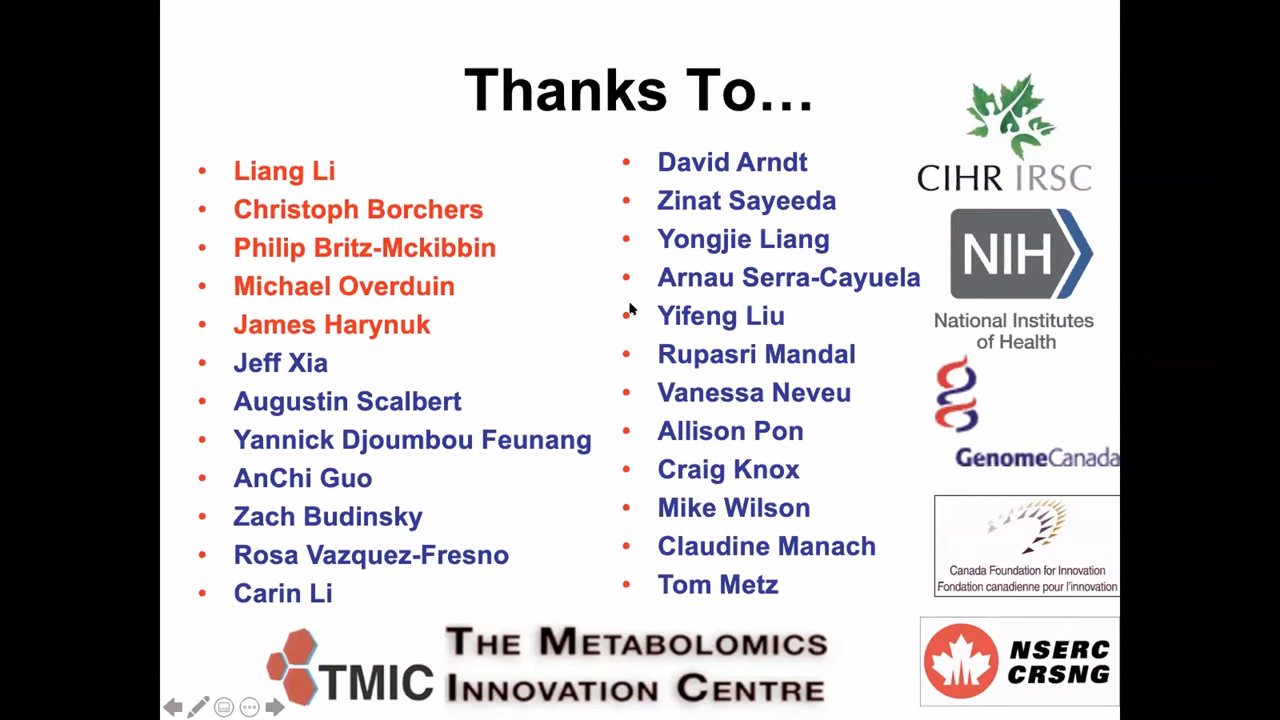 Thanks To…
• Liang Li
• Christoph Borchers
• Philip Britz-Mckibbin
• Michael Overduin
• James Harynuk
• Jeff Xia
• Augustin Scalbert
• Yannick Djoumbou Feunang
• AnChi Guo
• Zach Budinsky
• Rosa Vazquez-Fresno
• Carin Li
• David Arndt
• Zinat Sayeeda
• Yongjie Liang
• Arnau Serra-Cayuela
• Yifeng Liu
• Rupasri Mandal
• Vanessa Neveu
• Allison Pon
• Craig Knox
• Mike Wilson
• Claudine Manach
• Tom Metz
CIHR IRSC
NIH
National Institutes
of Health
GenomeCanada
Canada Foundation for Innovation
Fondation canadienne pour l'innovation
NSERC
CRSNG
TMIC
THE METABOLOMICS
INNOVATION CENTRE